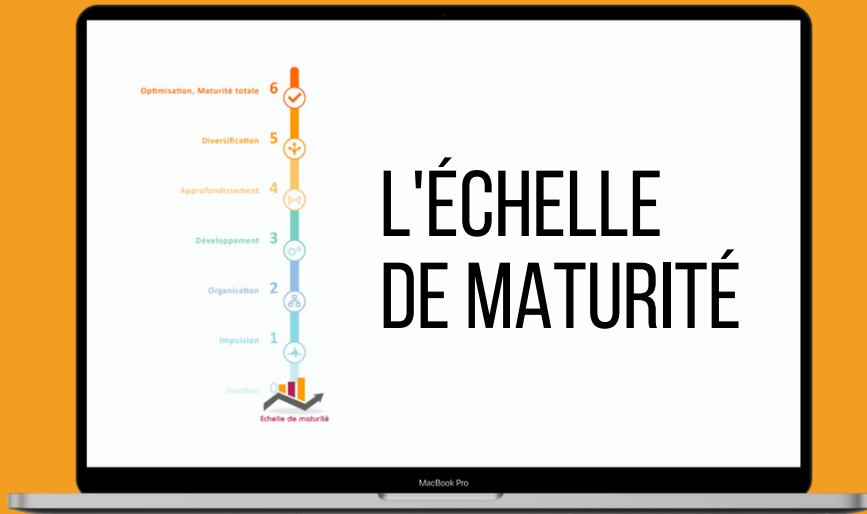 Optimisation, Maturité totale 6
Diversification 5
Approfondissement 4
Développement 3
Organisation 2
Impulsion 1
Inaction 0
Echelle de maturité
L'ÉCHELLE
DE MATURITÉ
MacBook Pro